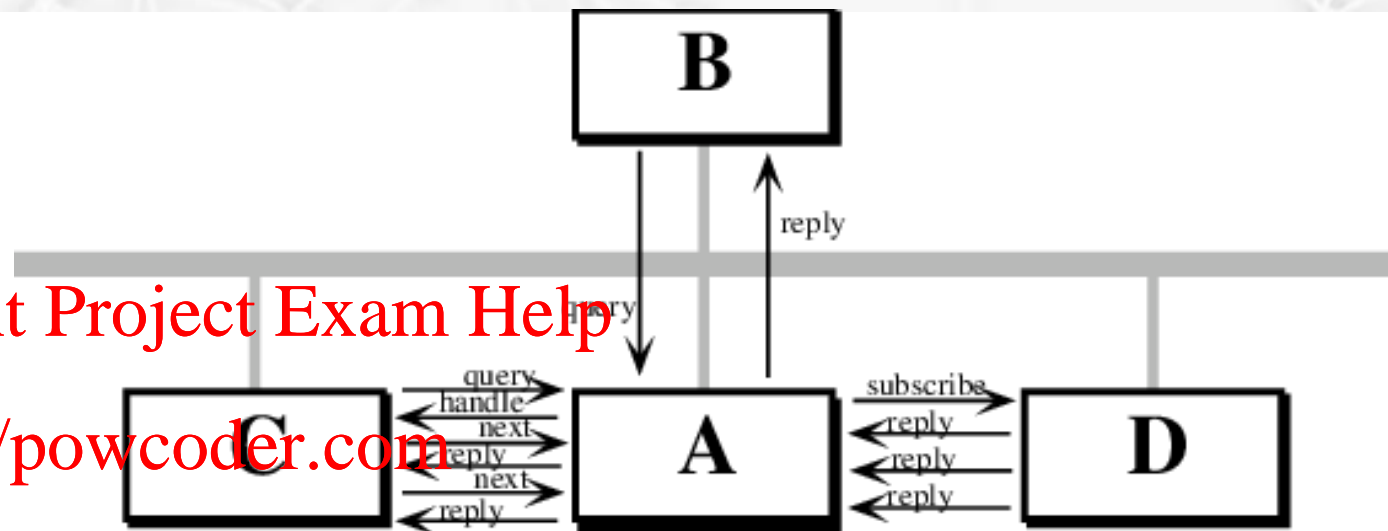 B
reply
query
t Project Exam Help
query
handle
next
reply
next
reply
C
/powcoder.com
A
subscribe
reply
reply
reply
D